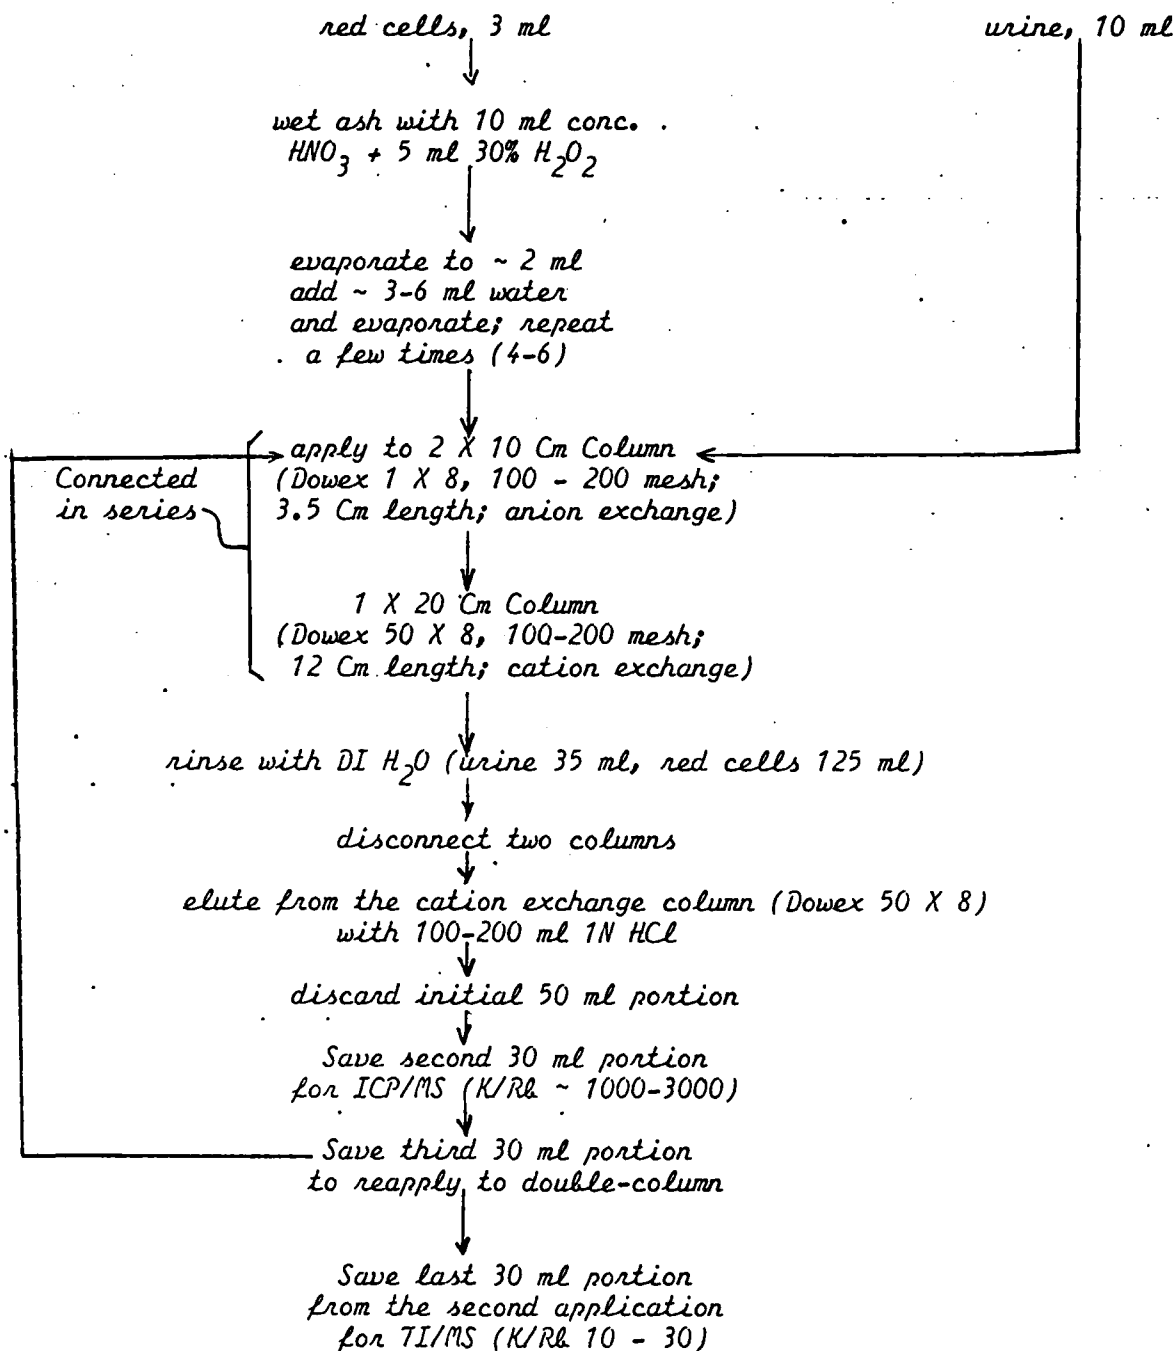 red cells, 3 ml
urine, 10 ml
wet ash with 10 ml conc.
HNO3 + 5 ml 30% H2O2
evaporate to ~ 2 ml
add ~ 3-6 ml water
and evaporate; repeat
a few times (4-6)
apply to 2 X 10 Cm Column
(Dowex 1 X 8, 100 - 200 mesh;
3.5 Cm length; anion exchange)
Connected
in series
1 X 20 Cm Column
(Dowex 50 X 8, 100-200 mesh;
12 Cm length; cation exchange)
rinse with DI H2O (urine 35 ml, red cells 125 ml)
disconnect two columns
elute from the cation exchange column (Dowex 50 X 8)
with 100-200 ml 1N HCl
discard initial 50 ml portion
Save second 30 ml portion
for ICP/MS (K/Rb ~ 1000-3000)
Save third 30 ml portion
to reapply to double-column
Save last 30 ml portion
from the second application
for TI/MS (K/Rb 10 - 30)